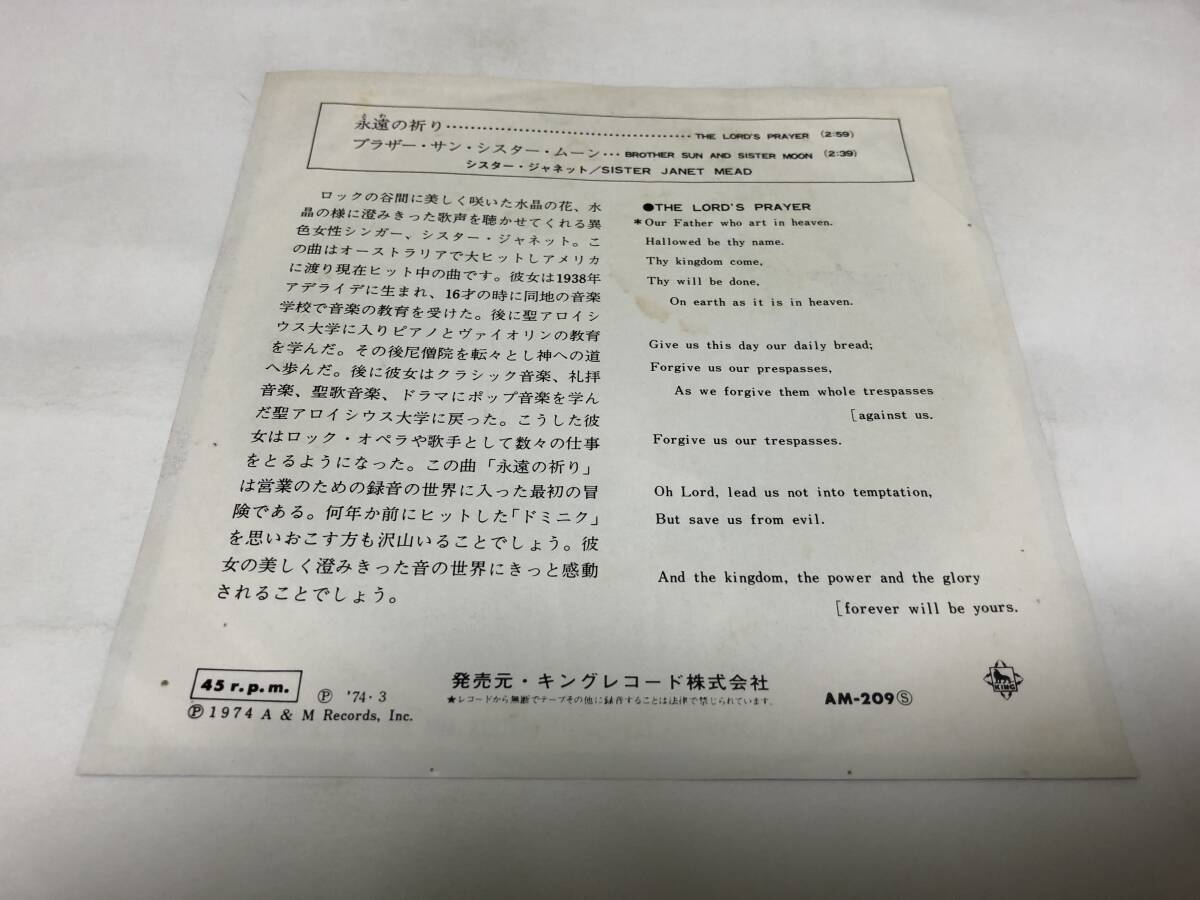 とわ
永遠の祈り……………………………………THE LORD'S PRAYER (2:59)
ブラザー・サン・シスター・ムーン…BROTHER SUN AND SISTER MOON (2:39)
シスター・ジャネット/SISTER JANET MEAD
ロックの谷間に美しく咲いた水晶の花、水
晶の様に澄みきった歌声を聴かせてくれる異
色女性シンガー、シスター・ジャネット。こ
の曲はオーストラリアで大ヒットしアメリカ
に渡り現在ヒット中の曲です。彼女は1938年
アデライデに生まれ、16才の時に同地の音楽
学校で音楽の教育を受けた。後に聖アロイシ
ウス大学に入りピアノとヴァイオリンの教育
を学んだ。その後尼僧院を転々とし神への道
へ歩んだ。後に彼女はクラシック音楽、礼拝
音楽、聖歌音楽、ドラマにポップ音楽を学ん
だ聖アロイシウス大学に戻った。こうした彼
女はロック・オペラや歌手として数々の仕事
をとるようになった。この曲「永遠の祈り」
は営業のための録音の世界に入った最初の冒
険である。何年か前にヒットした「ドミニク」
を思いおこす方も沢山いることでしょう。彼
女の美しく澄みきった音の世界にきっと感動
されることでしょう。
●THE LORD'S PRAYER
*Our Father who art in heaven.
Hallowed be thy name.
Thy kingdom come,
Thy will be done,
On earth as it is in heaven.
Give us this day our daily bread;
Forgive us our prespasses,
As we forgive them whole trespasses
[against us.
Forgive us our trespasses.
Oh Lord, lead us not into temptation,
But save us from evil.
And the kingdom, the power and the glory
[forever will be yours.
45 r.p.m.
Ⓟ '74・3
Ⓟ1974 A & M Records, Inc.
発売元・キングレコード株式会社
★レコードから無断でテープその他に録音することは法律で禁じられています。
AM-209Ⓢ
KING